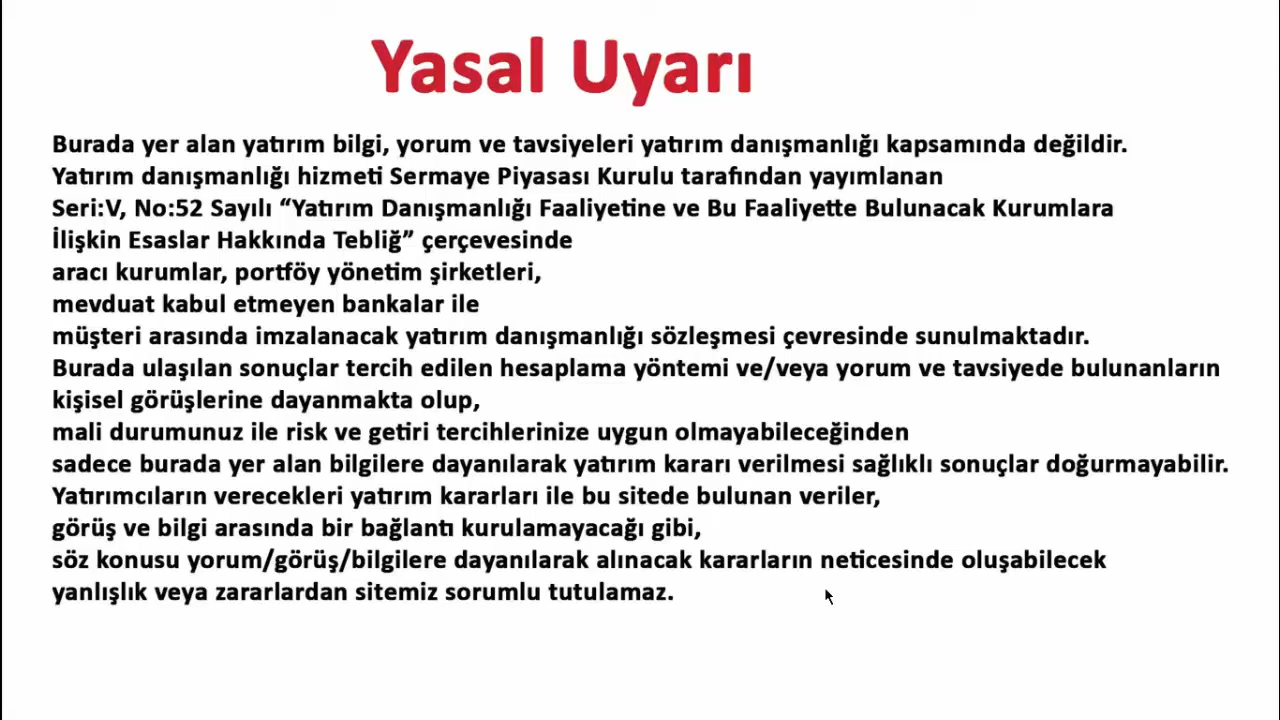 Yasal Uyarı
Burada yer alan yatırım bilgi, yorum ve tavsiyeleri yatırım danışmanlığı kapsamında değildir.
Yatırım danışmanlığı hizmeti Sermaye Piyasası Kurulu tarafından yayımlanan
Seri:V, No:52 Sayılı “Yatırım Danışmanlığı Faaliyetine ve Bu Faaliyette Bulunacak Kurumlara
İlişkin Esaslar Hakkında Tebliğ” çerçevesinde
aracı kurumlar, portföy yönetim şirketleri,
mevduat kabul etmeyen bankalar ile
müşteri arasında imzalanacak yatırım danışmanlığı sözleşmesi çevresinde sunulmaktadır.
Burada ulaşılan sonuçlar tercih edilen hesaplama yöntemi ve/veya yorum ve tavsiyede bulunanların
kişisel görüşlerine dayanmakta olup,
mali durumunuz ile risk ve getiri tercihlerinize uygun olmayabileceğinden
sadece burada yer alan bilgilere dayanılarak yatırım kararı verilmesi sağlıklı sonuçlar doğurmayabilir.
Yatırımcıların verecekleri yatırım kararları ile bu sitede bulunan veriler,
görüş ve bilgi arasında bir bağlantı kurulamayacağı gibi,
söz konusu yorum/görüş/bilgilere dayanılarak alınacak kararların neticesinde oluşabilecek
yanlışlık veya zararlardan sitemiz sorumlu tutulamaz.